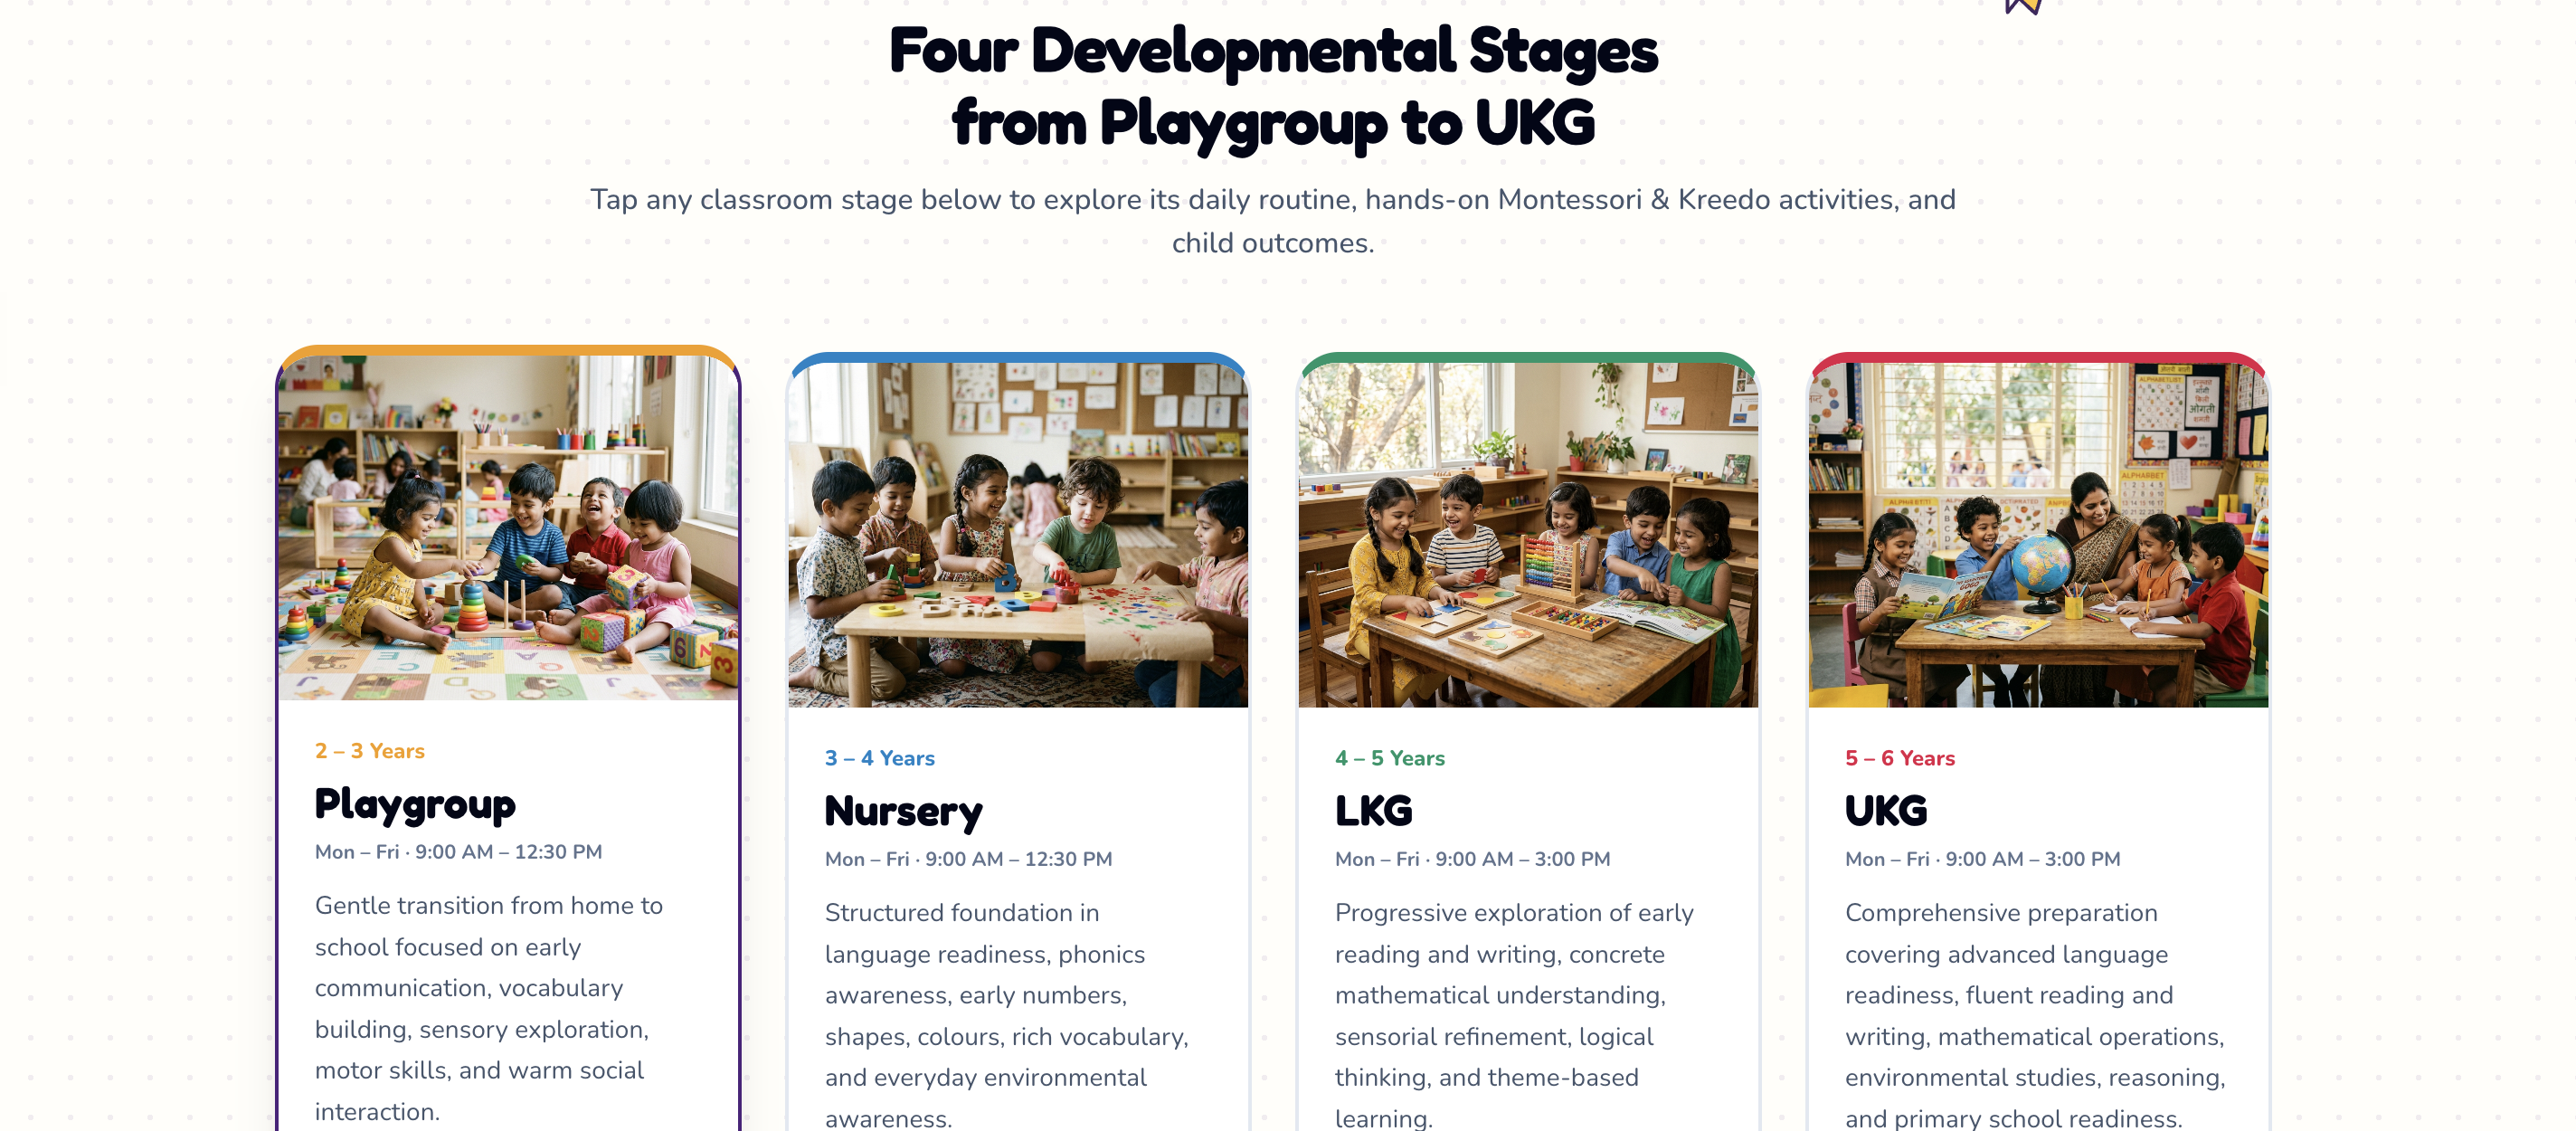 Four Developmental Stages
from Playgroup to UKG
Tap any classroom stage below to explore its daily routine, hands-on Montessori & Kreedo activities, and
child outcomes.
2 – 3 Years
Playgroup
Mon – Fri · 9:00 AM – 12:30 PM
Gentle transition from home to
school focused on early
communication, vocabulary
building, sensory exploration,
motor skills, and warm social
interaction.
3 – 4 Years
Nursery
Mon – Fri · 9:00 AM – 12:30 PM
Structured foundation in
language readiness, phonics
awareness, early numbers,
shapes, colours, rich vocabulary,
and everyday environmental
awareness.
4 – 5 Years
LKG
Mon – Fri · 9:00 AM – 3:00 PM
Progressive exploration of early
reading and writing, concrete
mathematical understanding,
sensorial refinement, logical
thinking, and theme-based
learning.
5 – 6 Years
UKG
Mon – Fri · 9:00 AM – 3:00 PM
Comprehensive preparation
covering advanced language
readiness, fluent reading and
writing, mathematical operations,
environmental studies, reasoning,
and primary school readiness.